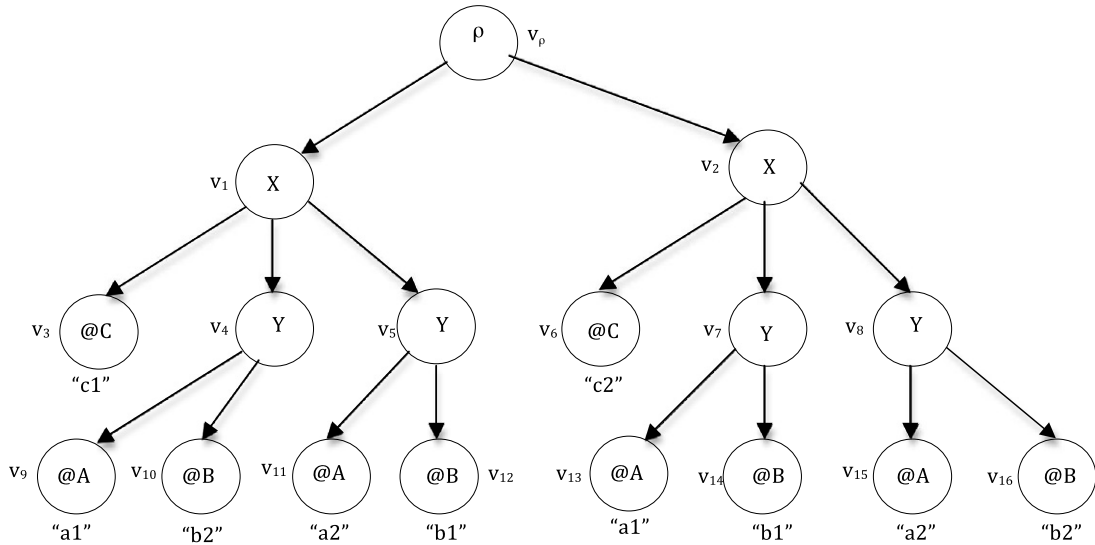 ρ vρ
v1 X v2 X
v3 @C v4 Y v5 Y v6 @C v7 Y v8 Y
"c1" "c2"
v9 @A v10 @B v11 @A @B v12 v13 @A v14 @B v15 @A v16 @B
"a1" "b2" "a2" "b1" "a1" "b1" "a2" "b2"